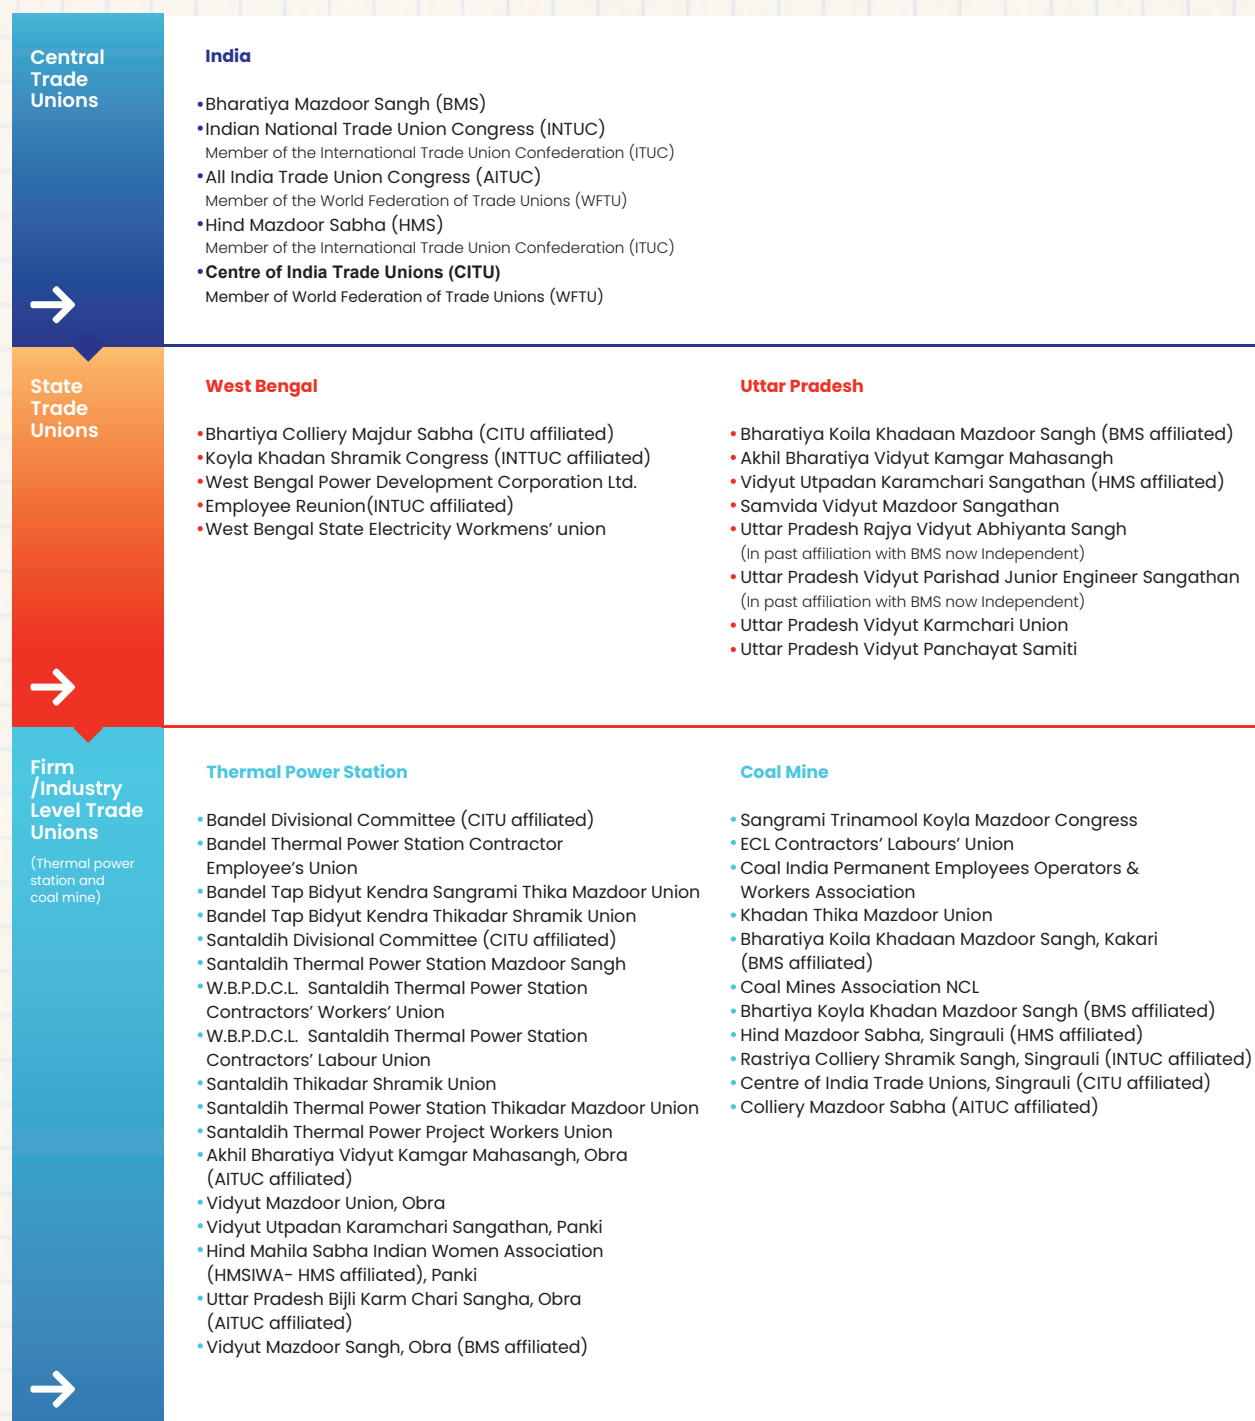 Central
Trade
Unions
India
•Bharatiya Mazdoor Sangh (BMS)
•Indian National Trade Union Congress (INTUC)
Member of the International Trade Union Confederation (ITUC)
•All India Trade Union Congress (AITUC)
Member of the World Federation of Trade Unions (WFTU)
•Hind Mazdoor Sabha (HMS)
Member of the International Trade Union Confederation (ITUC)
•Centre of India Trade Unions (CITU)
Member of World Federation of Trade Unions (WFTU)
State
Trade
Unions
West Bengal
•Bhartiya Colliery Majdur Sabha (CITU affiliated)
•Koyla Khadan Shramik Congress (INTTUC affiliated)
•West Bengal Power Development Corporation Ltd.
•Employee Reunion(INTUC affiliated)
•West Bengal State Electricity Workmens’ union
Uttar Pradesh
•Bharatiya Koila Khadaan Mazdoor Sangh (BMS affiliated)
•Akhil Bharatiya Vidyut Kamgar Mahasangh
•Vidyut Utpadan Karamchari Sangathan (HMS affiliated)
•Samvida Vidyut Mazdoor Sangathan
•Uttar Pradesh Rajya Vidyut Abhiyanta Sangh
(In past affiliation with BMS now Independent)
•Uttar Pradesh Vidyut Parishad Junior Engineer Sangathan
(In past affiliation with BMS now Independent)
•Uttar Pradesh Vidyut Karmchari Union
•Uttar Pradesh Vidyut Panchayat Samiti
Firm
/Industry
Level Trade
Unions
(Thermal power
station and
coal mine)
Thermal Power Station
•Bandel Divisional Committee (CITU affiliated)
•Bandel Thermal Power Station Contractor
Employee’s Union
•Bandel Tap Bidyut Kendra Sangrami Thika Mazdoor Union
•Bandel Tap Bidyut Kendra Thikadar Shramik Union
•Santaldih Divisional Committee (CITU affiliated)
•Santaldih Thermal Power Station Mazdoor Sangh
•W.B.P.D.C.L. Santaldih Thermal Power Station
Contractors’ Workers’ Union
•W.B.P.D.C.L. Santaldih Thermal Power Station
Contractors’ Labour Union
•Santaldih Thikadar Shramik Union
•Santaldih Thermal Power Station Thikadar Mazdoor Union
•Santaldih Thermal Power Project Workers Union
•Akhil Bharatiya Vidyut Kamgar Mahasangh, Obra
(AITUC affiliated)
•Vidyut Mazdoor Union, Obra
•Vidyut Utpadan Karamchari Sangathan, Panki
•Hind Mahila Sabha Indian Women Association
(HMSIWA- HMS affiliated), Panki
•Uttar Pradesh Bijli Karm Chari Sangha, Obra
(AITUC affiliated)
•Vidyut Mazdoor Sangh, Obra (BMS affiliated)
Coal Mine
•Sangrami Trinamool Koyla Mazdoor Congress
•ECL Contractors’ Labours’ Union
•Coal India Permanent Employees Operators &
Workers Association
•Khadan Thika Mazdoor Union
•Bharatiya Koila Khadaan Mazdoor Sangh, Kakari
(BMS affiliated)
•Coal Mines Association NCL
•Bhartiya Koyla Khadan Mazdoor Sangh (BMS affiliated)
•Hind Mazdoor Sabha, Singrauli (HMS affiliated)
•Rastriya Colliery Shramik Sangh, Singrauli (INTUC affiliated)
•Centre of India Trade Unions, Singrauli (CITU affiliated)
•Colliery Mazdoor Sabha (AITUC affiliated)